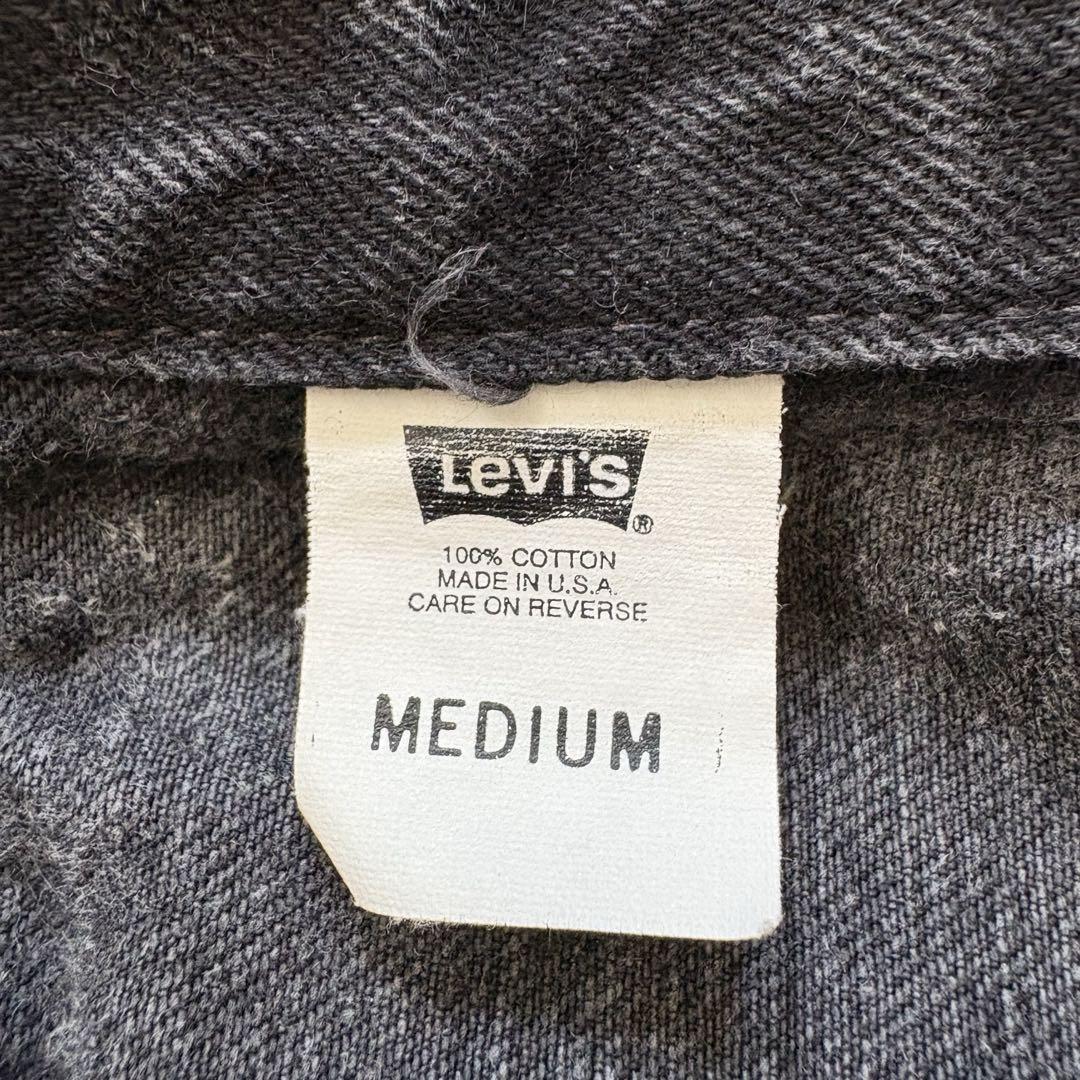 Levi's ®
100% COTTON
MADE IN U.S.A.
CARE ON REVERSE
MEDIUM